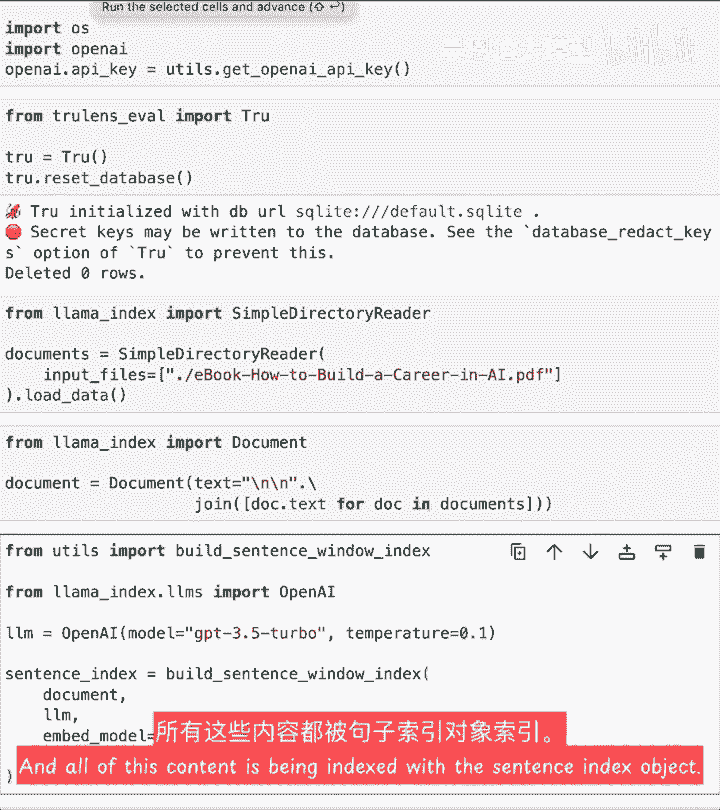 Run the selected cells and advance (⇧ ⏎)
import os
import openai
openai.api_key = utils.get_openai_api_key()
from trulens_eval import Tru
tru = Tru()
tru.reset_database()
🦑 Tru initialized with db url sqlite:///default.sqlite .
🛑 Secret keys may be written to the database. See the `database_redact_key
s` option of `Tru` to prevent this.
Deleted 0 rows.
from llama_index import SimpleDirectoryReader
documents = SimpleDirectoryReader(
input_files=["./eBook-How-to-Build-a-Career-in-AI.pdf"]
).load_data()
from llama_index import Document
document = Document(text="\n\n".\
join([doc.text for doc in documents]))
from utils import build_sentence_window_index
from llama_index.llms import OpenAI
llm = OpenAI(model="gpt-3.5-turbo", temperature=0.1)
sentence_index = build_sentence_window_index(
document,
llm,
embed_model=
所有这些内容都被句子索引对象索引。
And all of this content is being indexed with the sentence index object.
)